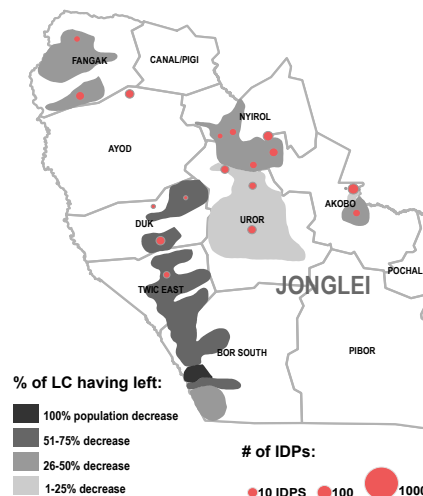 FANGAK
CANAL/PIGI
NYIROL
AYOD
AKOBO
DUK
UROR
POCHAL
TWIC EAST
JONGLEI
BOR SOUTH
PIBOR
% of LC having left:
100% population decrease
51-75% decrease
26-50% decrease
1-25% decrease
# of IDPs:
10 IDPS
100
1000